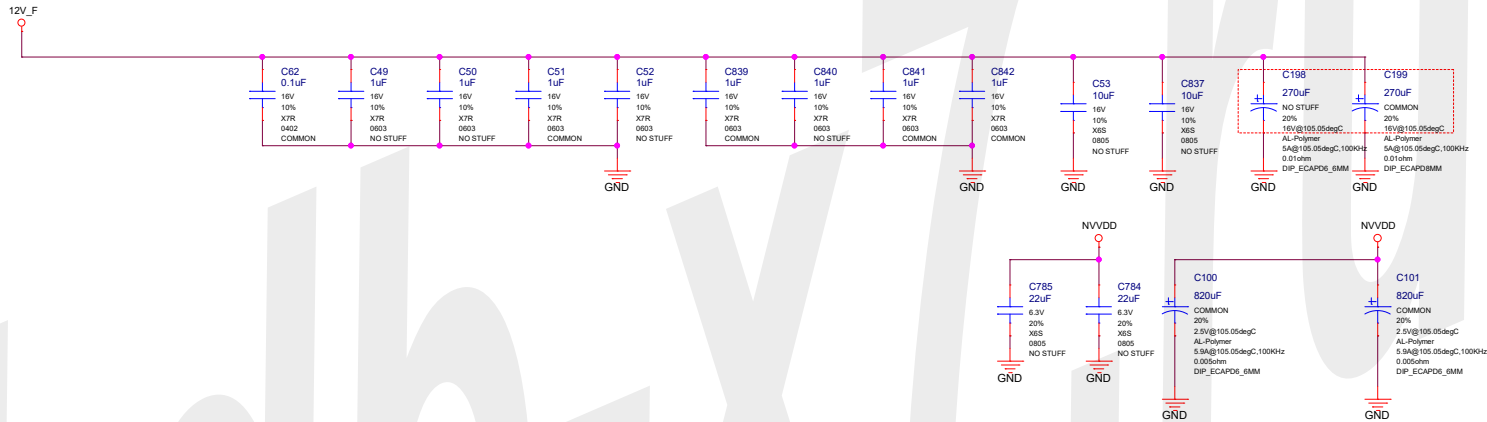 12V_F
C62
0.1uF
16V
10%
X7R
0402
COMMON
C49
1uF
16V
10%
X7R
0603
NO STUFF
C50
1uF
16V
10%
X7R
0603
NO STUFF
C51
1uF
16V
10%
X7R
0603
COMMON
C52
1uF
16V
10%
X7R
0603
NO STUFF
C839
1uF
16V
10%
X7R
0603
COMMON
C840
1uF
16V
10%
X7R
0603
NO STUFF
C841
1uF
16V
10%
X7R
0603
COMMON
C842
1uF
16V
10%
X7R
0603
COMMON
C53
10uF
16V
10%
X6S
0805
NO STUFF
C837
10uF
16V
10%
X6S
0805
NO STUFF
C198
270uF
NO STUFF
20%
16V@105.05degC
AL-Polymer
5A@105.05degC,100KHz
0.01ohm
DIP_ECAPD6_6MM
C199
270uF
COMMON
20%
16V@105.05degC
AL-Polymer
5A@105.05degC,100KHz
0.01ohm
DIP_ECAPD8MM
GND
GND
GND
GND
GND
GND
NVVDD
NVVDD
C785
22uF
6.3V
20%
X6S
0805
NO STUFF
C784
22uF
6.3V
20%
X6S
0805
NO STUFF
C100
820uF
COMMON
20%
2.5V@105.05degC
AL-Polymer
5.9A@105.05degC,100KHz
0.005ohm
DIP_ECAPD6_6MM
C101
820uF
COMMON
20%
2.5V@105.05degC
AL-Polymer
5.9A@105.05degC,100KHz
0.005ohm
DIP_ECAPD6_6MM
GND
GND
GND
GND